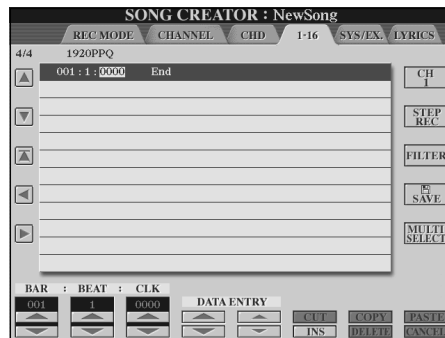 SONG CREATOR : NewSong
REC MODE CHANNEL CHD 1-16 SYS/EX. LYRICS
4/4 1920PPQ
001 : 1 : 0000 End
CH 1
STEP REC
FILTER
SAVE
MULTI SELECT
BAR : BEAT : CLK
001 1 0000 DATA ENTRY
CUT COPY PASTE
INS DELETE CANCEL